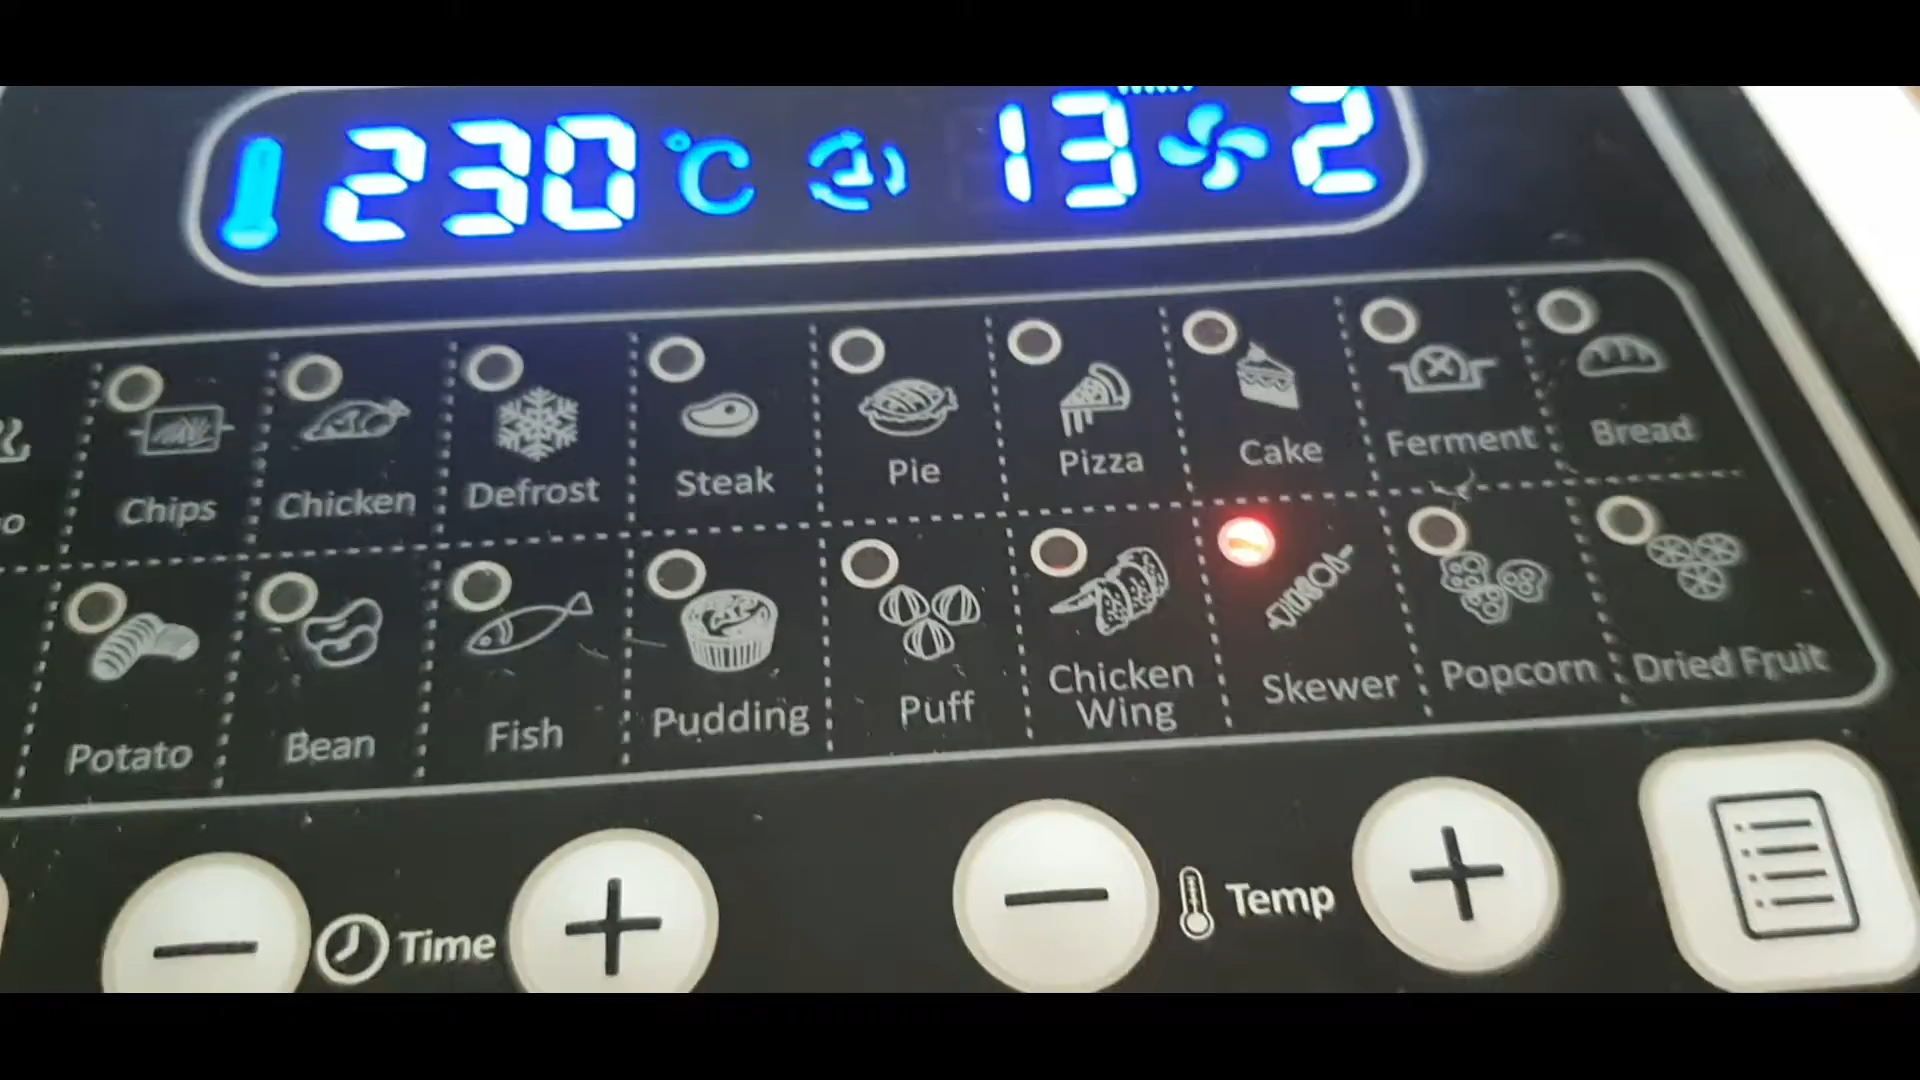 230 °C 13 2
Chips Chicken Defrost Steak Pie Pizza Cake Ferment Bread
Potato Bean Fish Pudding Puff Chicken Wing Skewer Popcorn Dried Fruit
Time Temp